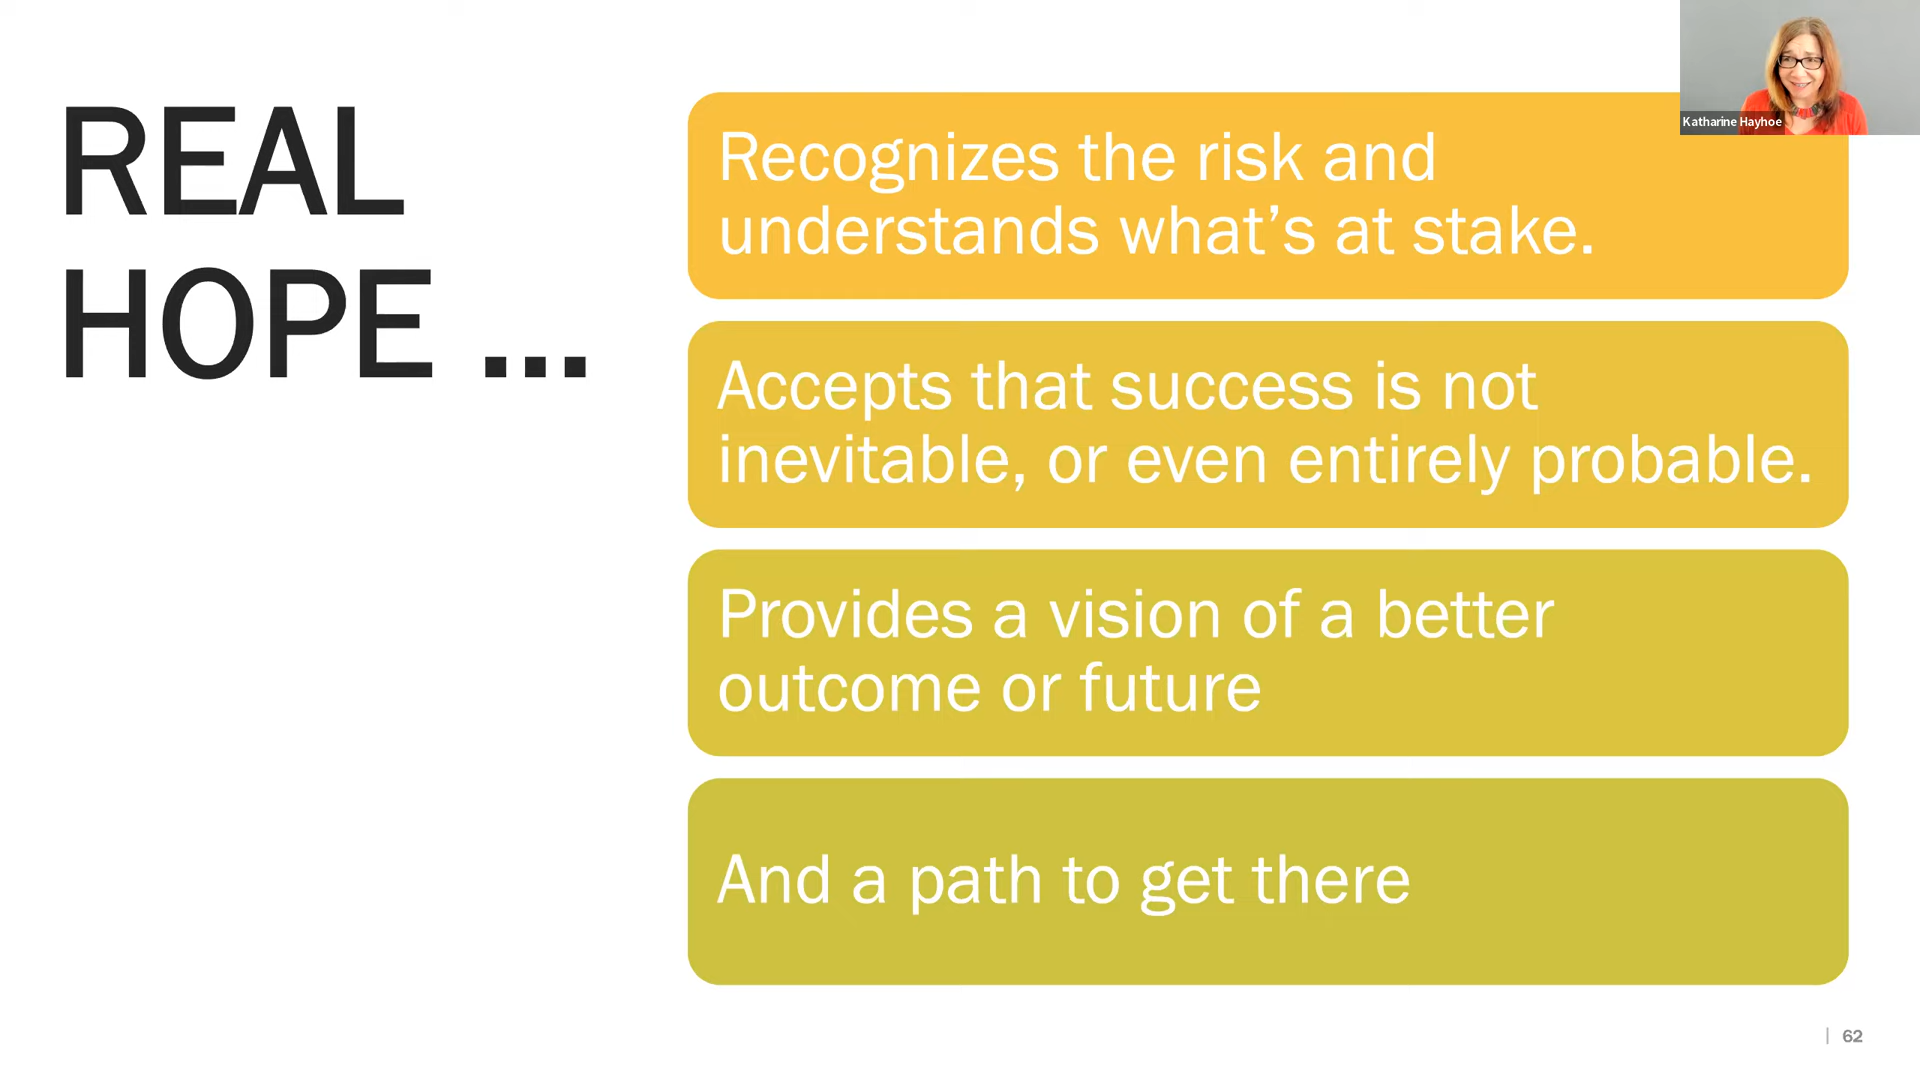 REAL
HOPE ...
Recognizes the risk and
understands what’s at stake.
Accepts that success is not
inevitable, or even entirely probable.
Provides a vision of a better
outcome or future
And a path to get there
Katharine Hayhoe
| 62